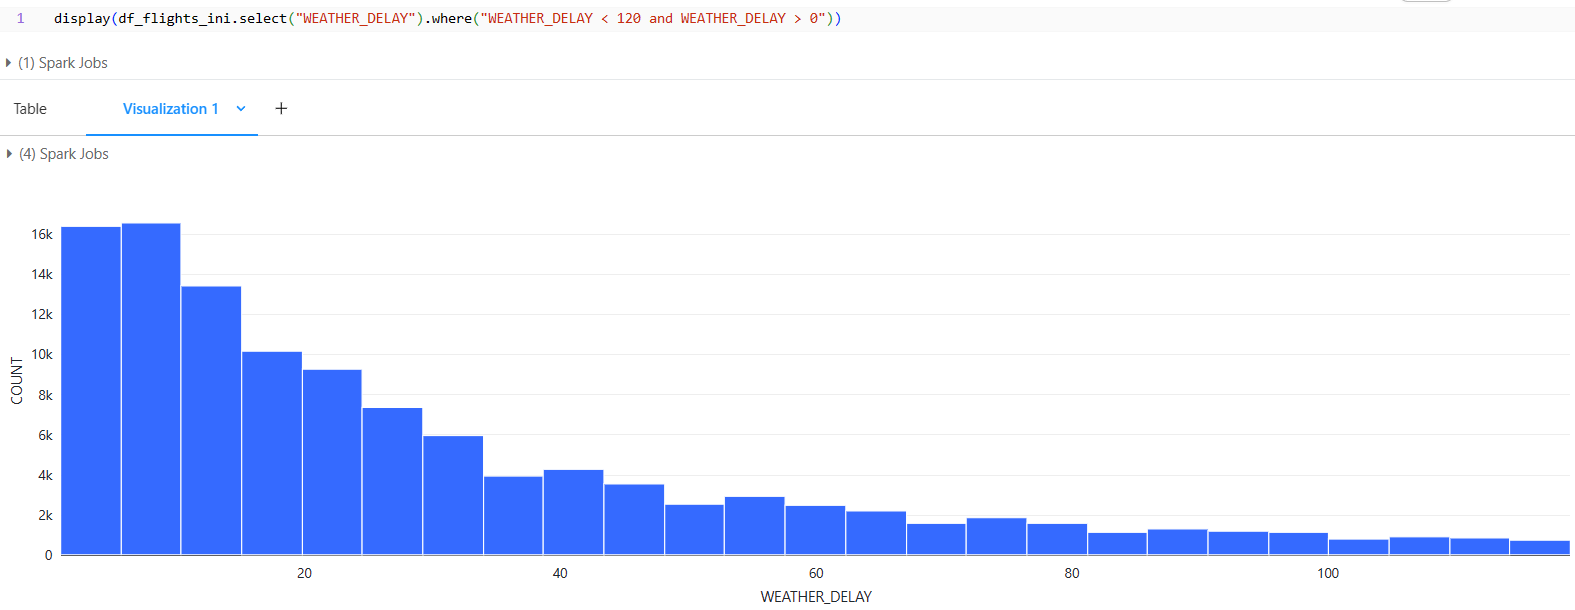 1 display(df_flights_ini.select("WEATHER_DELAY").where("WEATHER_DELAY < 120 and WEATHER_DELAY > 0"))
(1) Spark Jobs
Table Visualization 1 +
(4) Spark Jobs
16k
14k
12k
10k
8k
6k
4k
2k
0
COUNT
20 40 60 80 100
WEATHER_DELAY